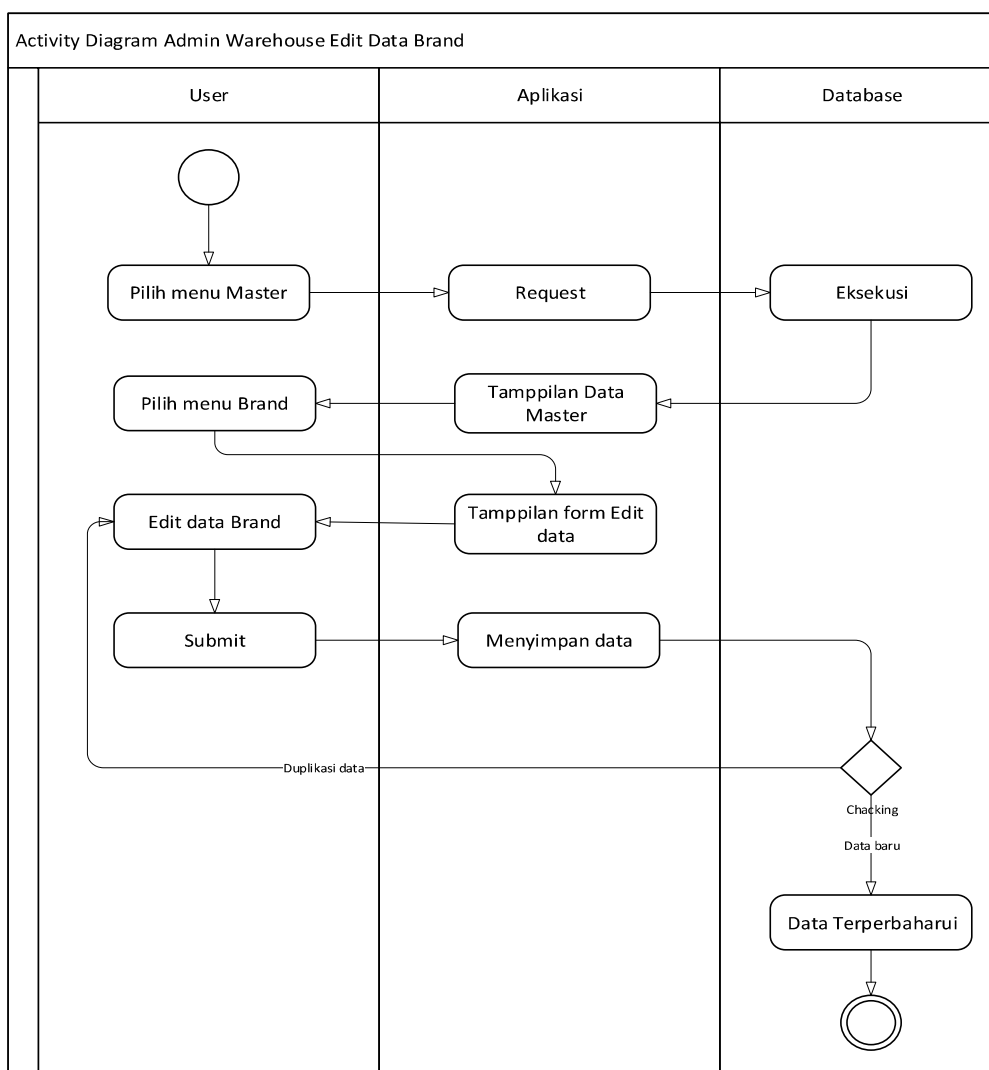 Activity Diagram Admin Warehouse Edit Data Brand
User
Aplikasi
Database
Pilih menu Master
Request
Eksekusi
Pilih menu Brand
Tamppilan Data
Master
Edit data Brand
Tamppilan form Edit
data
Submit
Menyimpan data
Duplikasi data
Chacking
Data baru
Data Terperbaharui